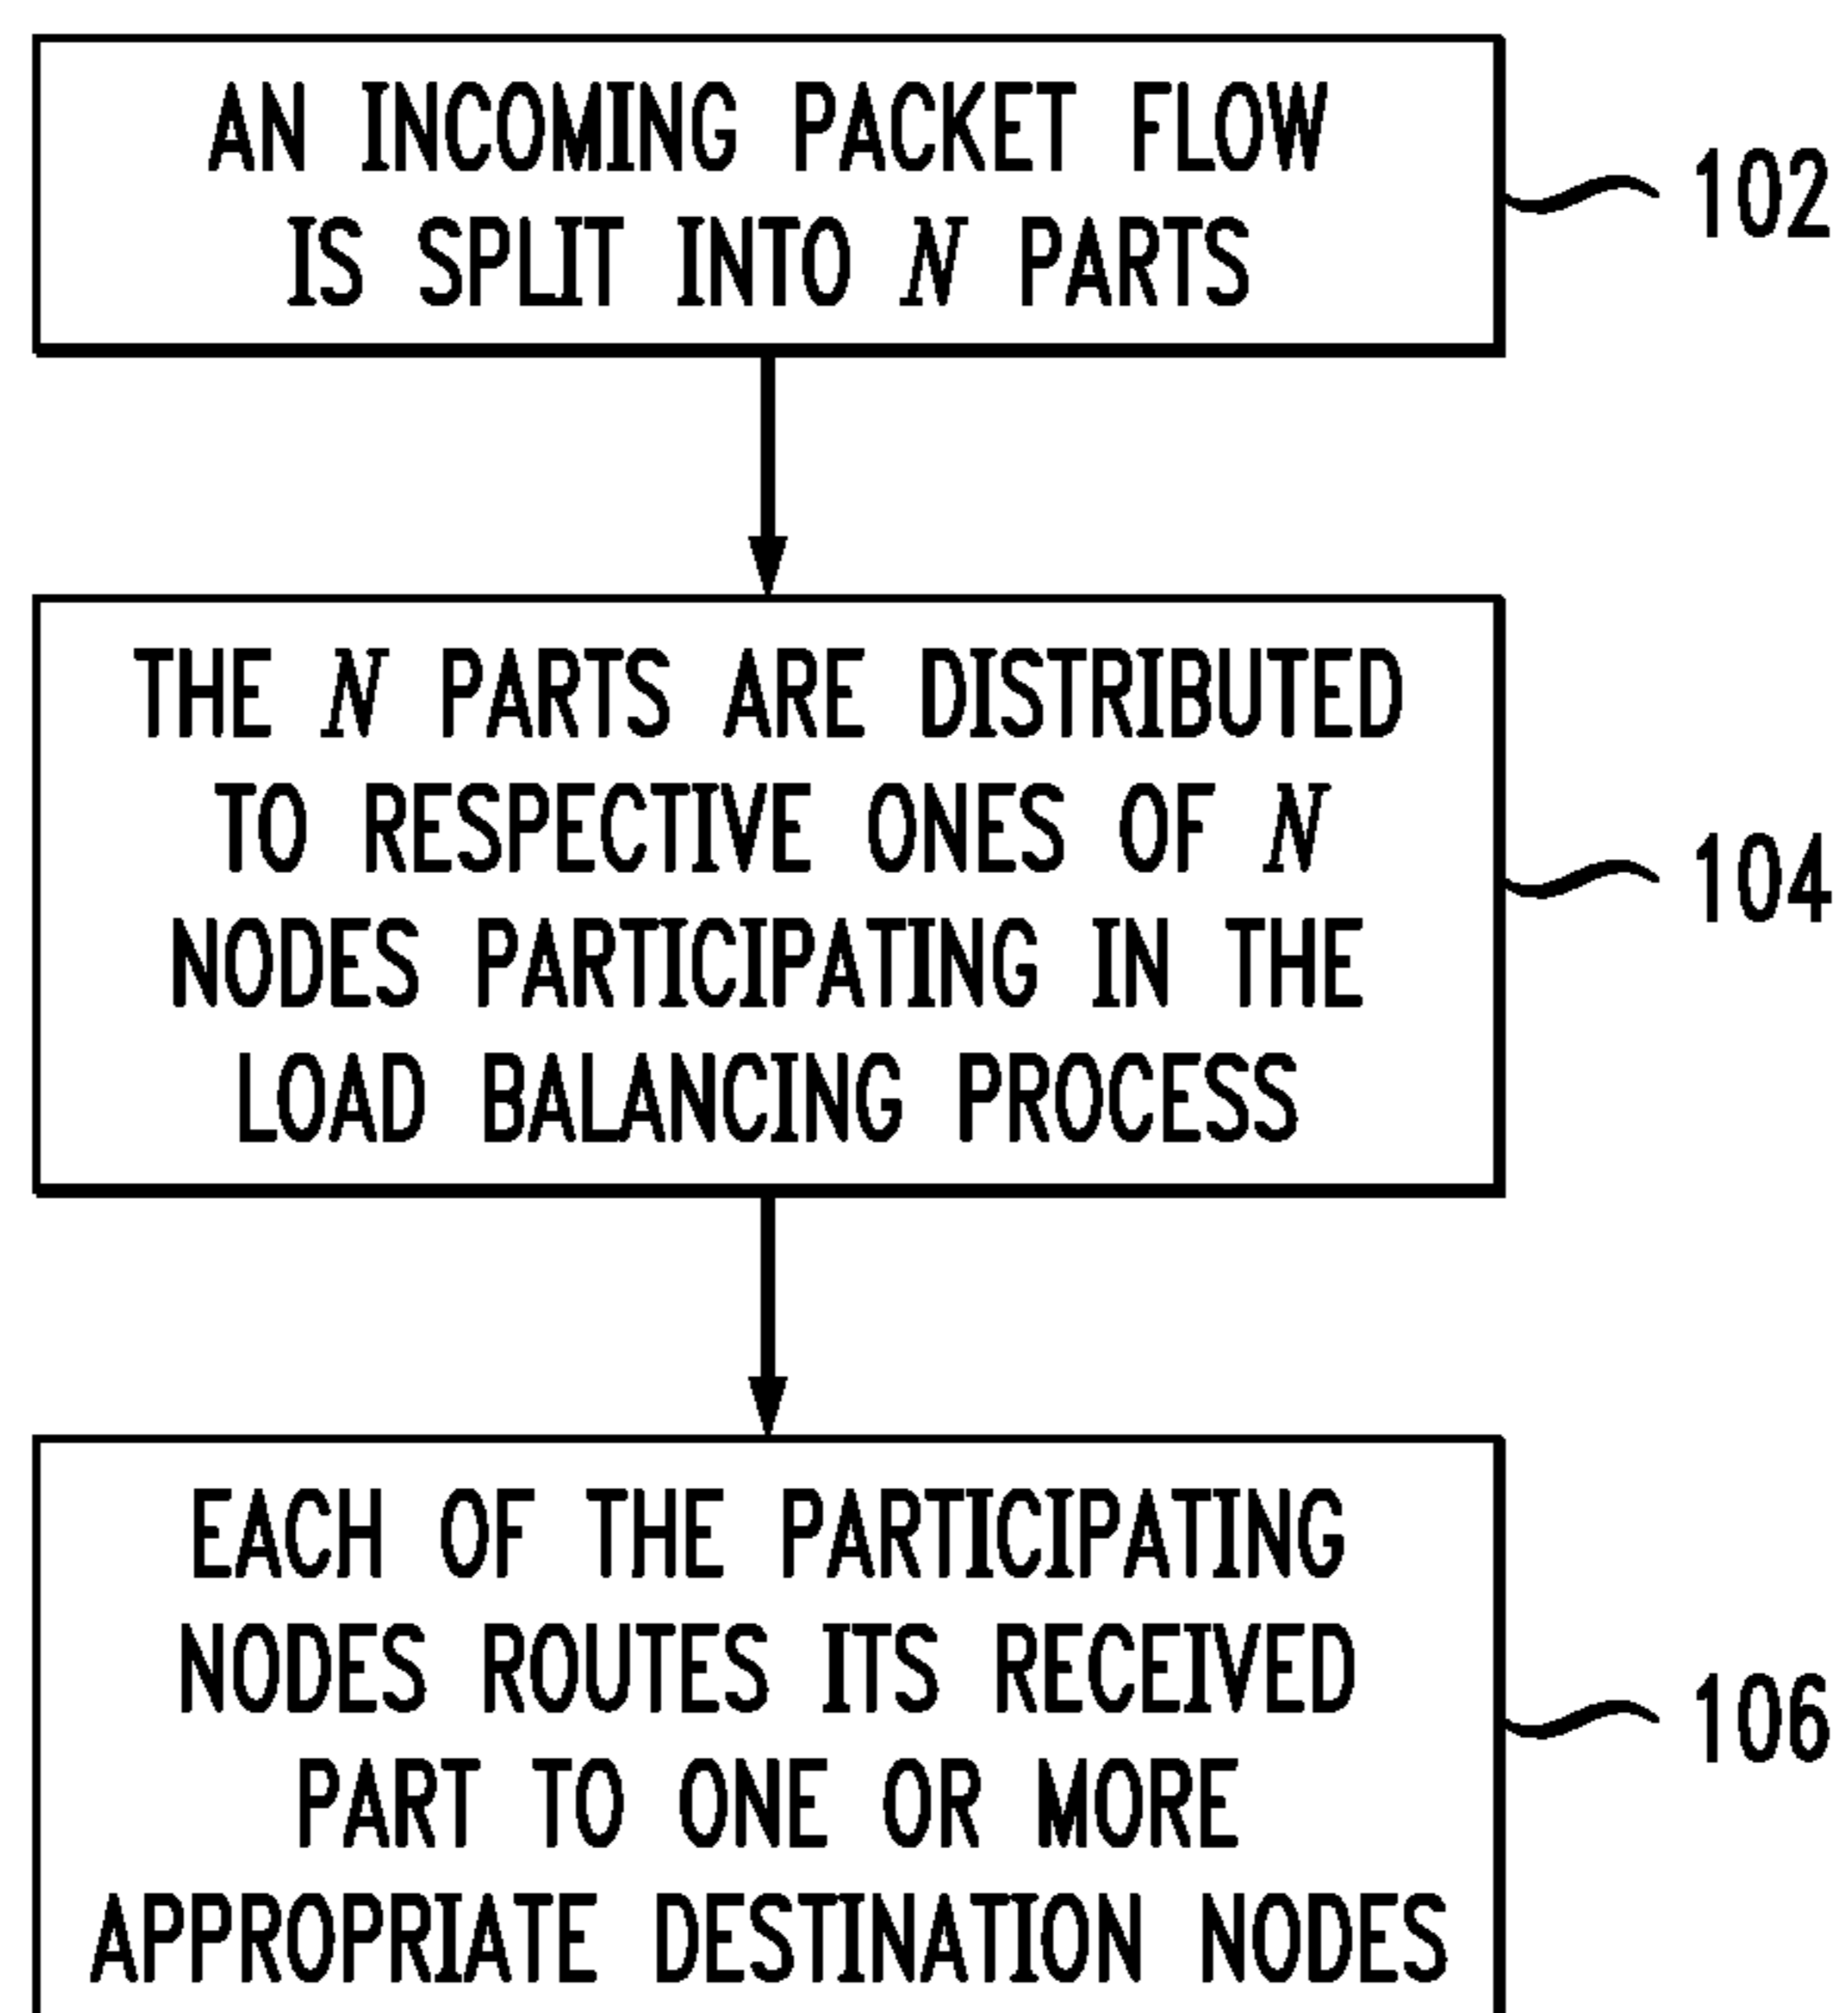 AN INCOMING PACKET FLOW
IS SPLIT INTO N PARTS
102
THE N PARTS ARE DISTRIBUTED
TO RESPECTIVE ONES OF N
NODES PARTICIPATING IN THE
LOAD BALANCING PROCESS
104
EACH OF THE PARTICIPATING
NODES ROUTES ITS RECEIVED
PART TO ONE OR MORE
APPROPRIATE DESTINATION NODES
106